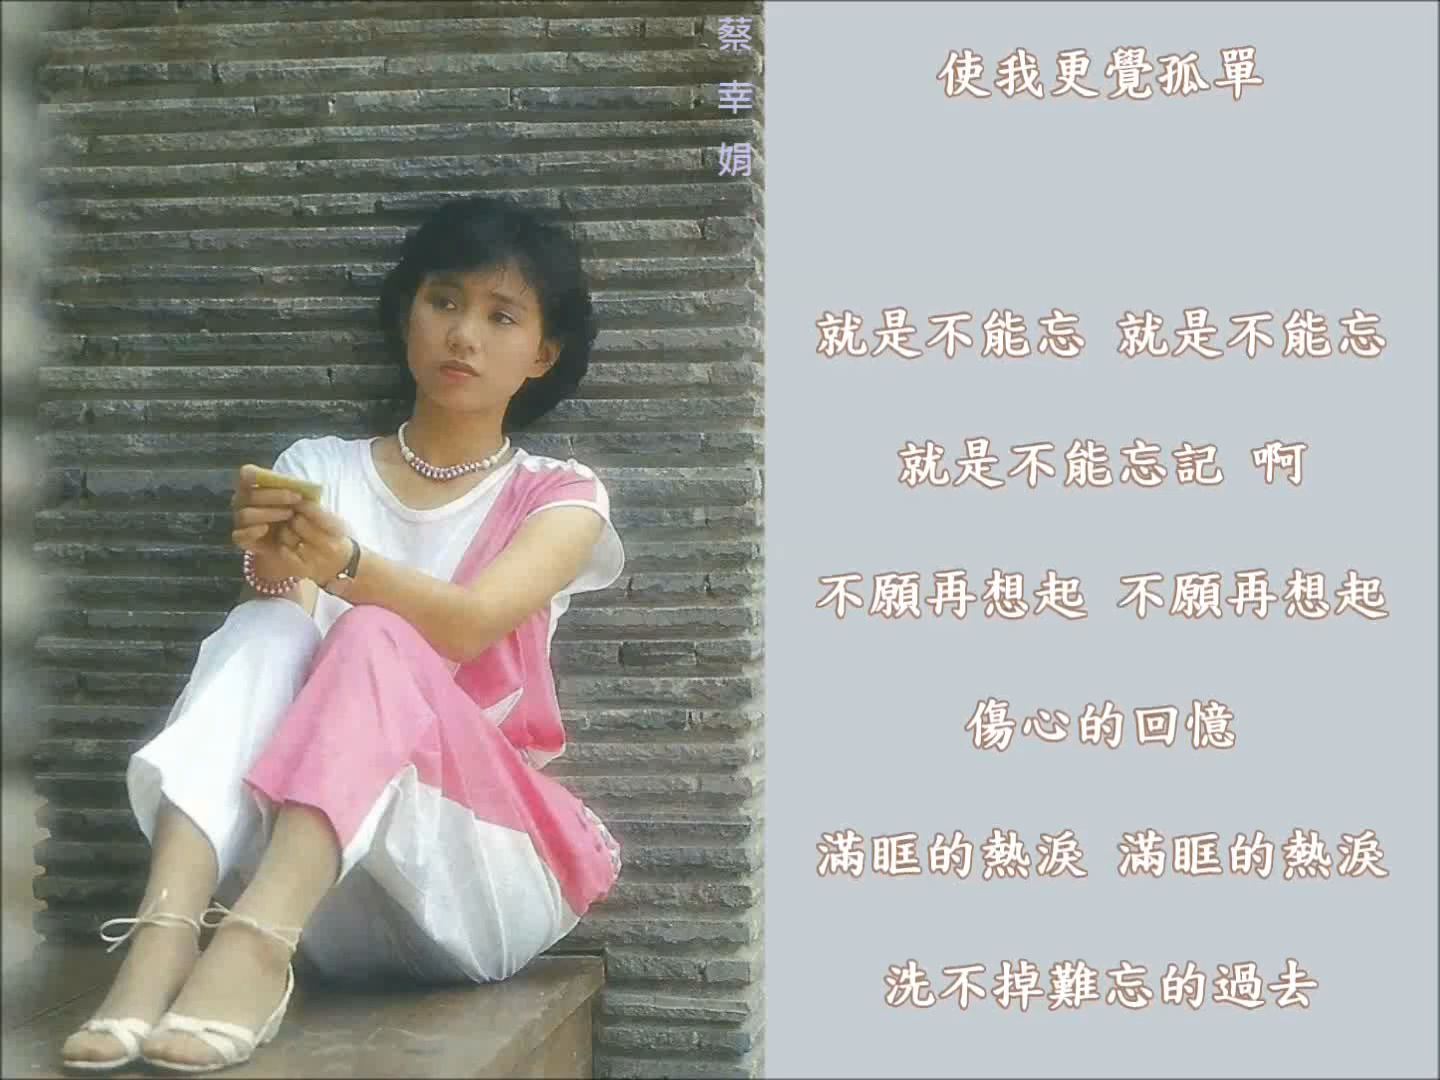 蔡幸娟
使我更覺孤單
就是不能忘 就是不能忘
就是不能忘記 啊
不願再想起 不願再想起
傷心的回憶
滿眶的熱淚 滿眶的熱淚
洗不掉難忘的過去